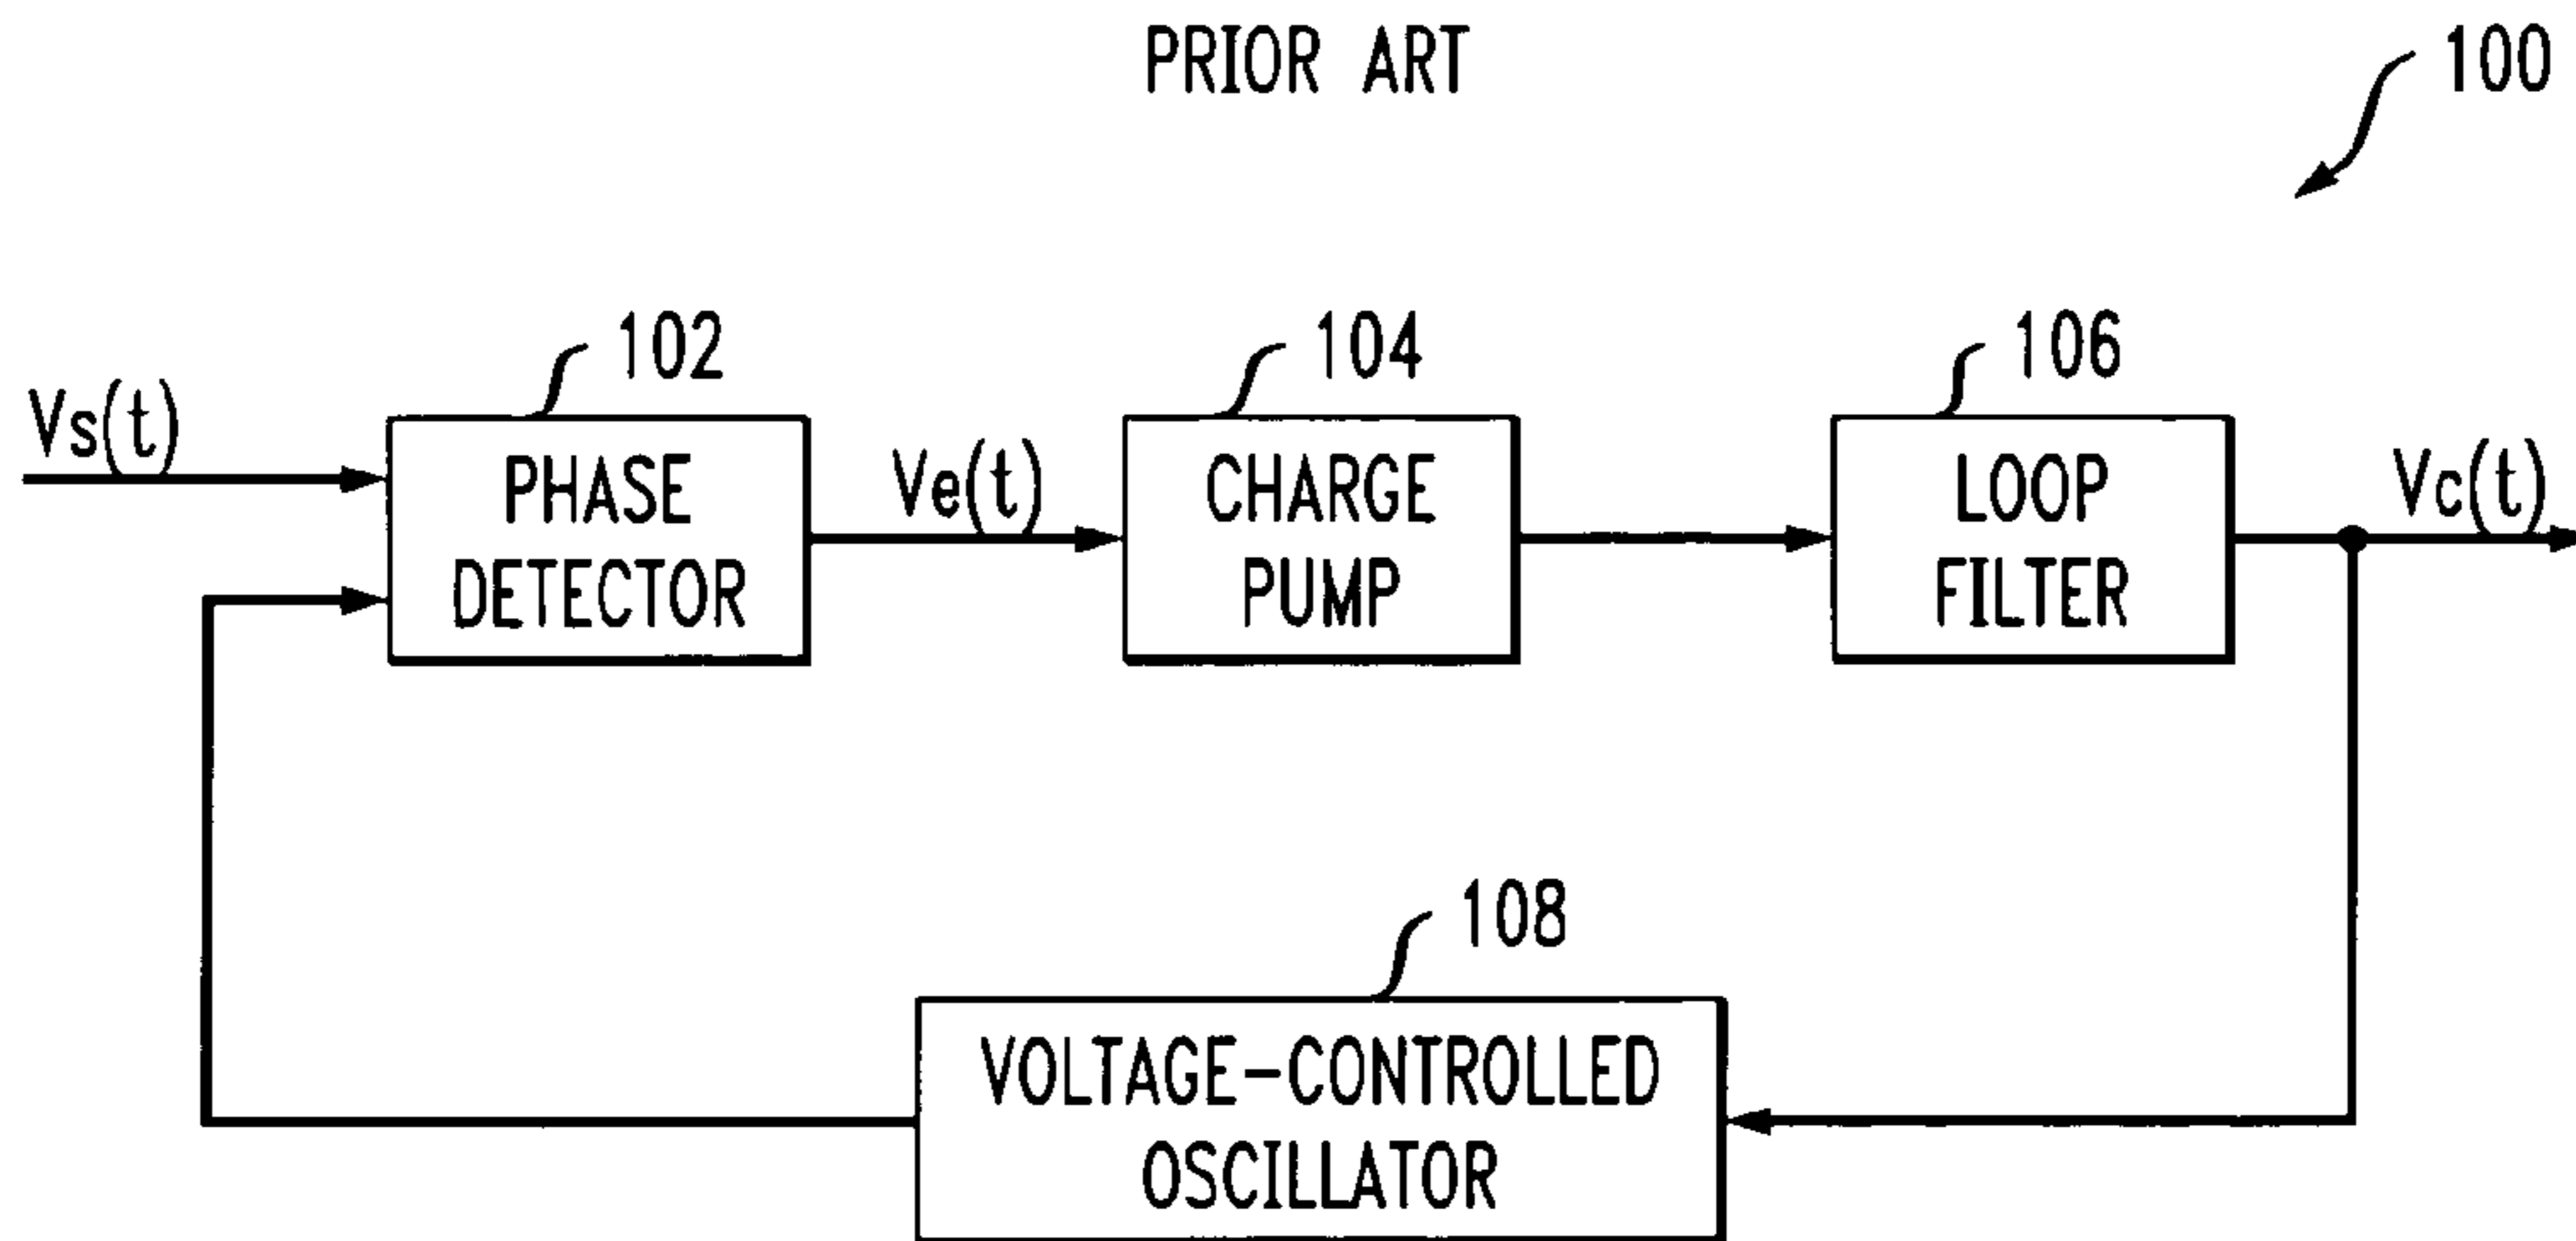 PRIOR ART
100
102
104
106
Vs(t)
PHASE
DETECTOR
Ve(t)
CHARGE
PUMP
LOOP
FILTER
Vc(t)
108
VOLTAGE-CONTROLLED
OSCILLATOR